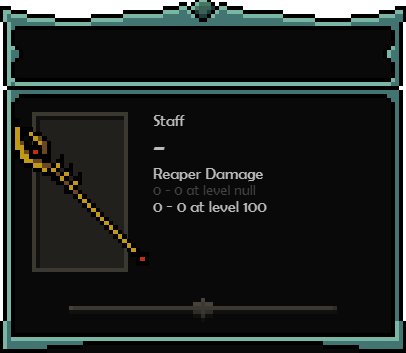 Staff
–
Reaper Damage
0 - 0 at level null
0 - 0 at level 100